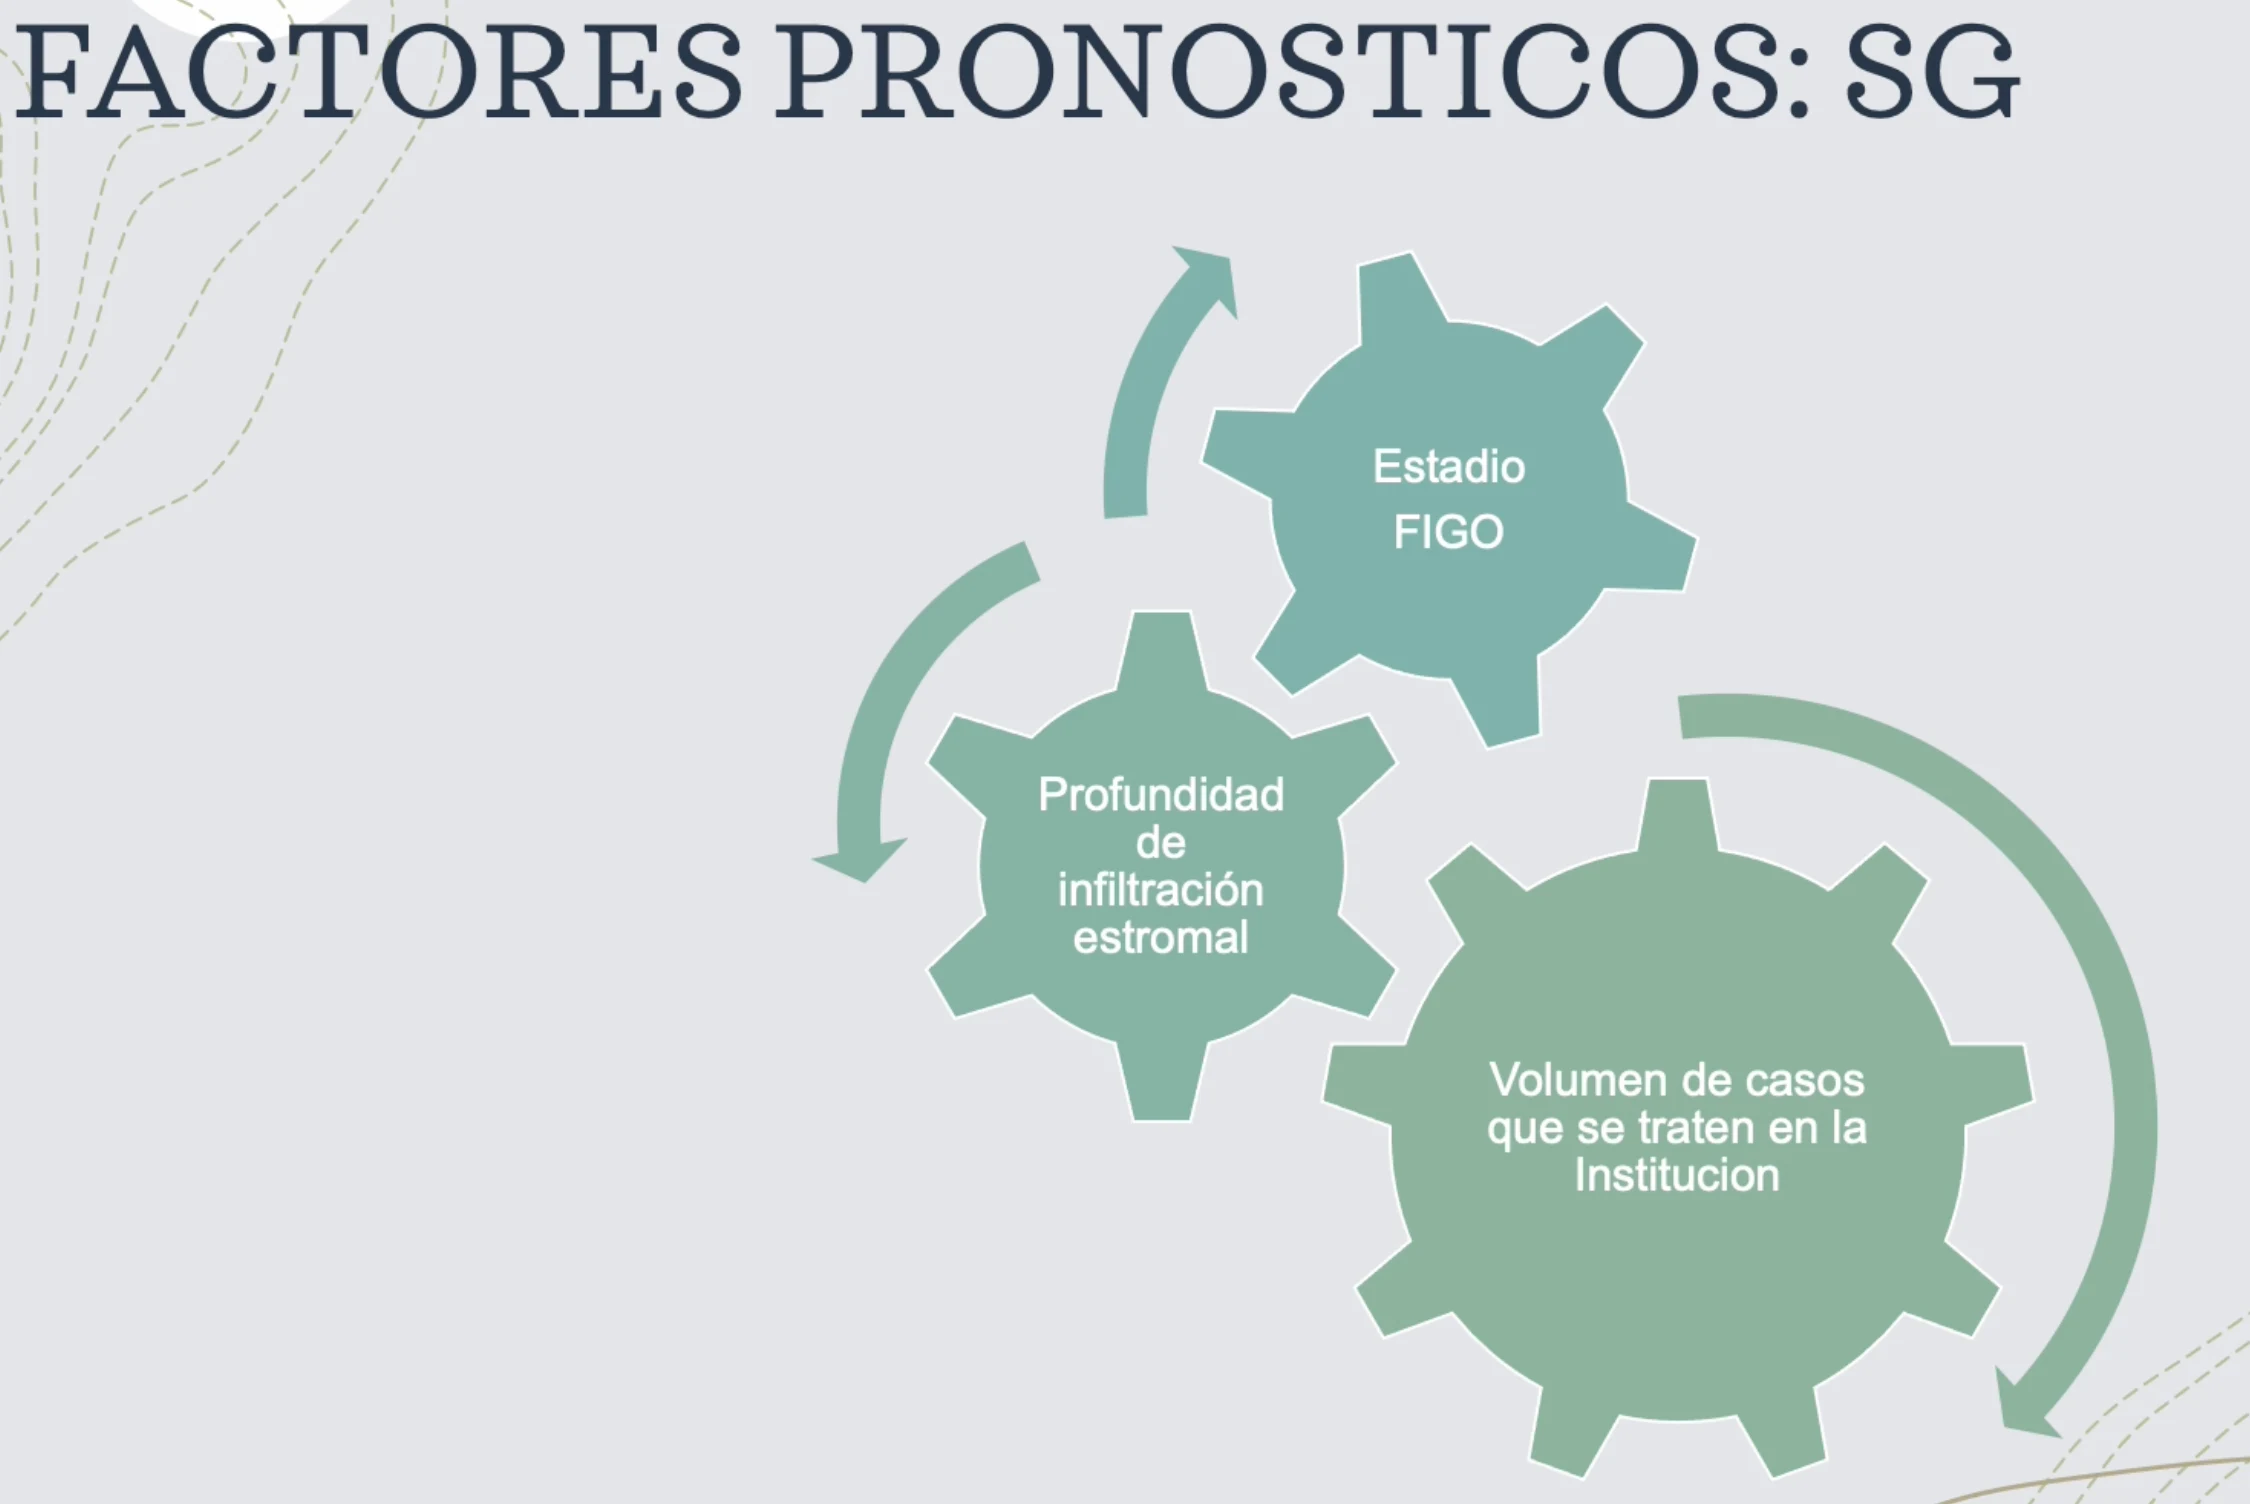 FACTORES PRONOSTICOS: SG
Estadio
FIGO
Profundidad
de
infiltración
estromal
Volumen de casos
que se traten en la
Institucion